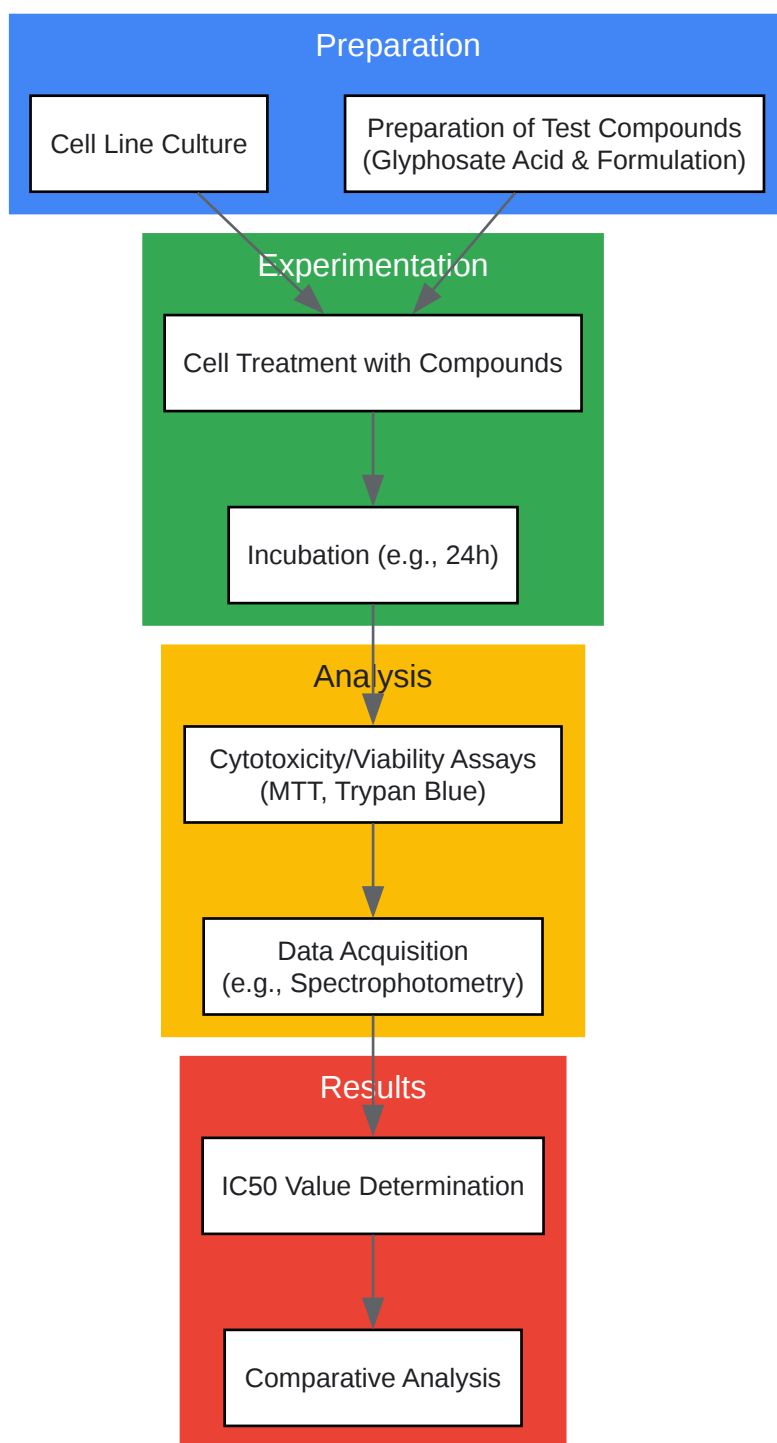 Preparation
Cell Line Culture
Preparation of Test Compounds
(Glyphosate Acid & Formulation)
Experimentation
Cell Treatment with Compounds
Incubation (e.g., 24h)
Analysis
Cytotoxicity/Viability Assays
(MTT, Trypan Blue)
Data Acquisition
(e.g., Spectrophotometry)
Results
IC50 Value Determination
Comparative Analysis